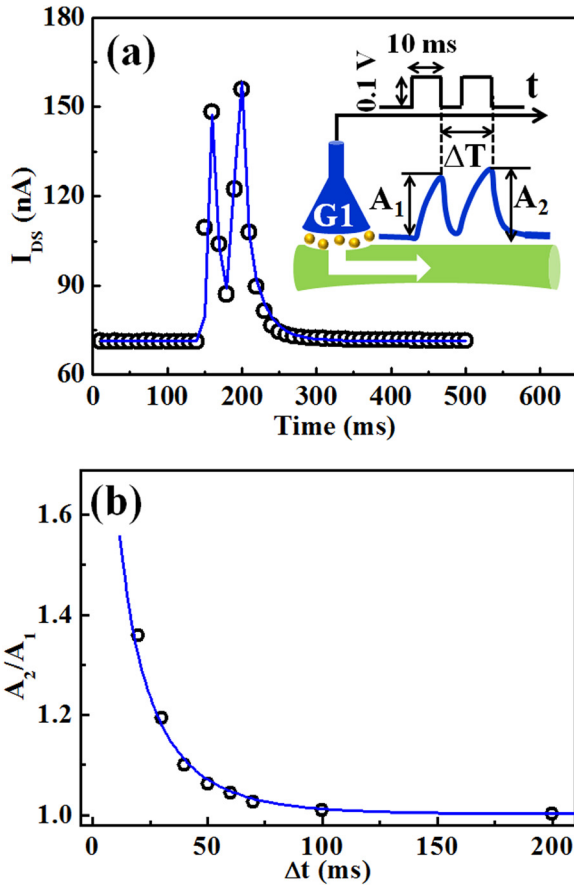 (a)
180
150
120
90
60
I_DS (nA)
0 100 200 300 400 500 600
Time (ms)
10 ms
0.1 V
t
ΔT
A₁
A₂
G1
(b)
1.6
1.4
1.2
1.0
A₂/A₁
0 50 100 150 200
Δt (ms)